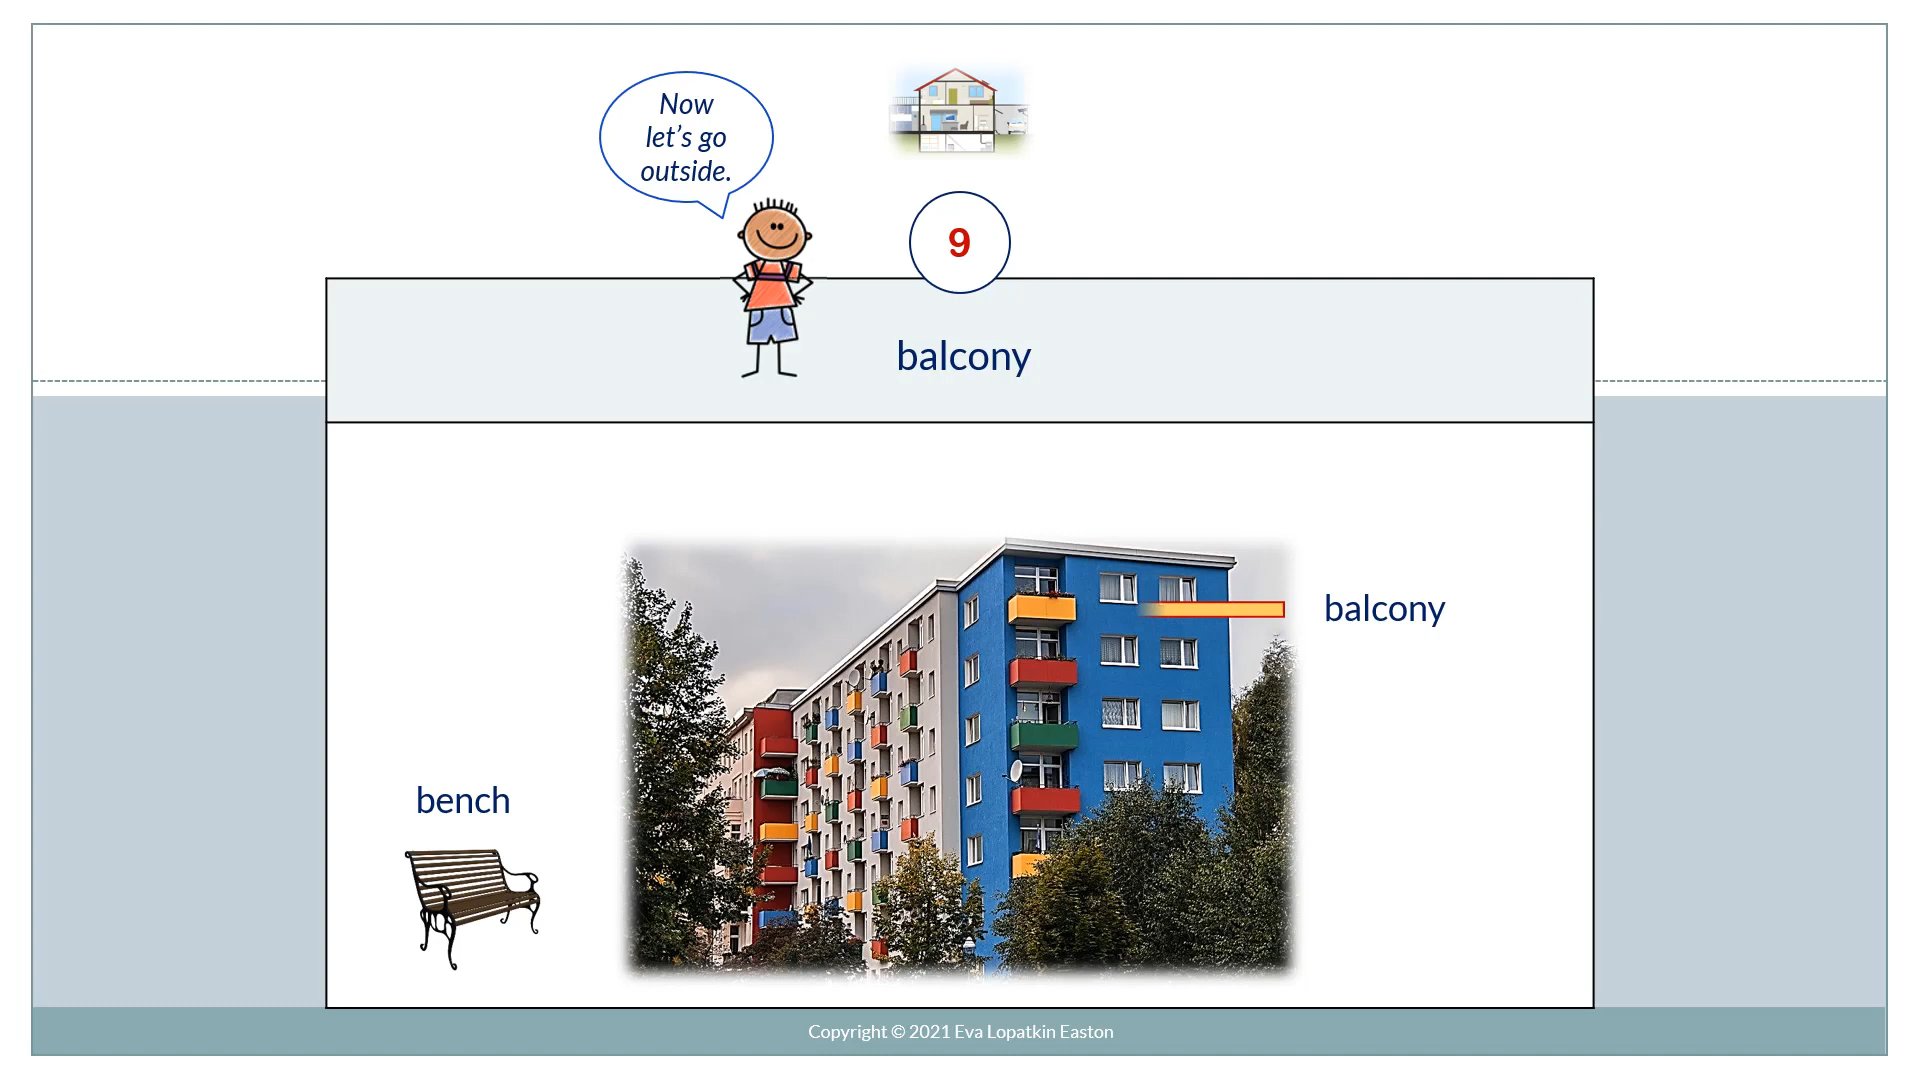 Now
let's go
outside.
9
balcony
balcony
bench
Copyright © 2021 Eva Lopatkin Easton